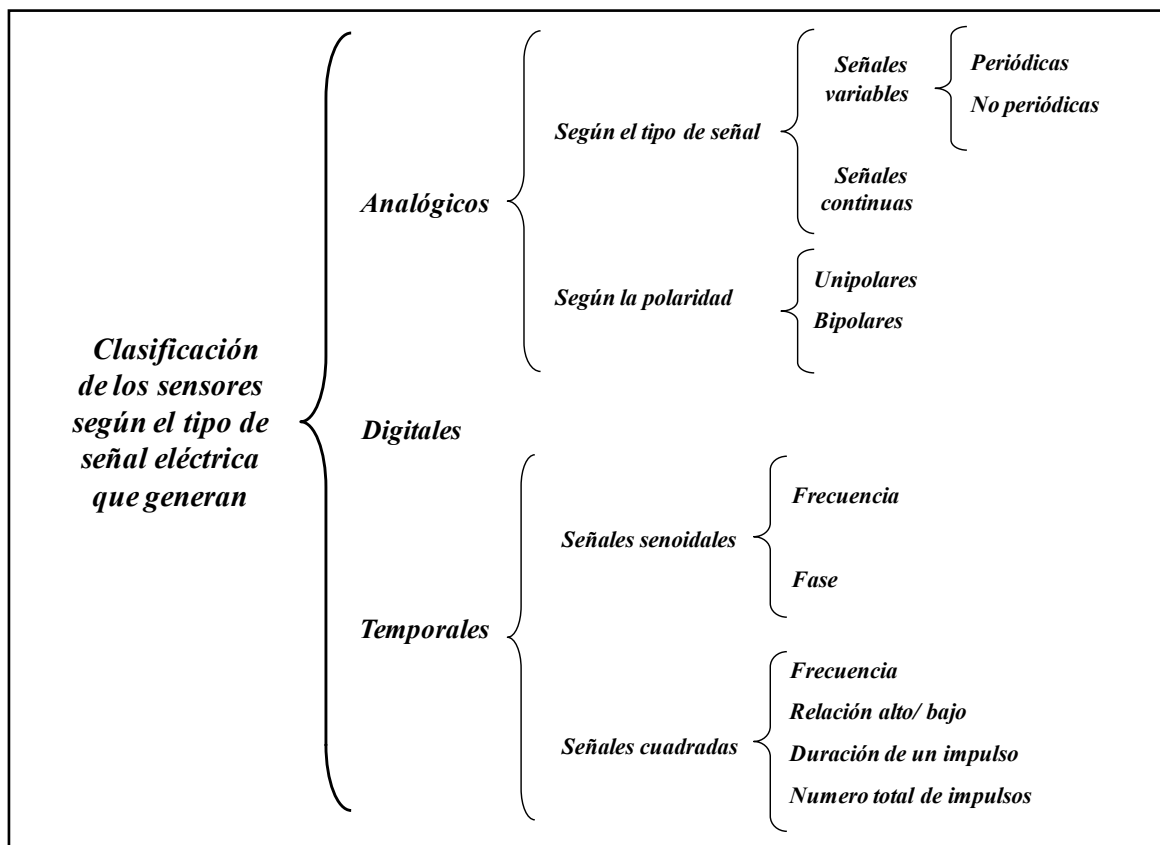 Clasificación
de los sensores
según el tipo de
señal eléctrica
que generan
Analógicos
Según el tipo de señal
Señales
variables
Periódicas
No periódicas
Señales
continuas
Según la polaridad
Unipolares
Bipolares
Digitales
Temporales
Señales senoidales
Frecuencia
Fase
Señales cuadradas
Frecuencia
Relación alto/ bajo
Duración de un impulso
Numero total de impulsos